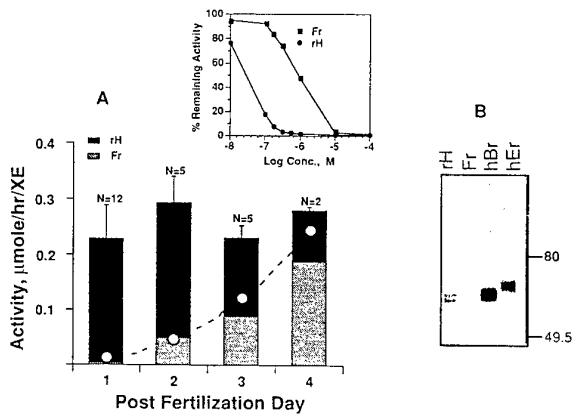 100
80
60
40
20
0
% Remaining Activity
Fr
rH
-8 -7 -6 -5 -4
Log Conc., M
A
rH
Fr
0.4
0.3
0.2
0.1
Activity, μmole/hr/XE
N=12
N=5
N=5
N=2
1 2 3 4
Post Fertilization Day
B
rH
Fr
hBr
hEr
80
49.5